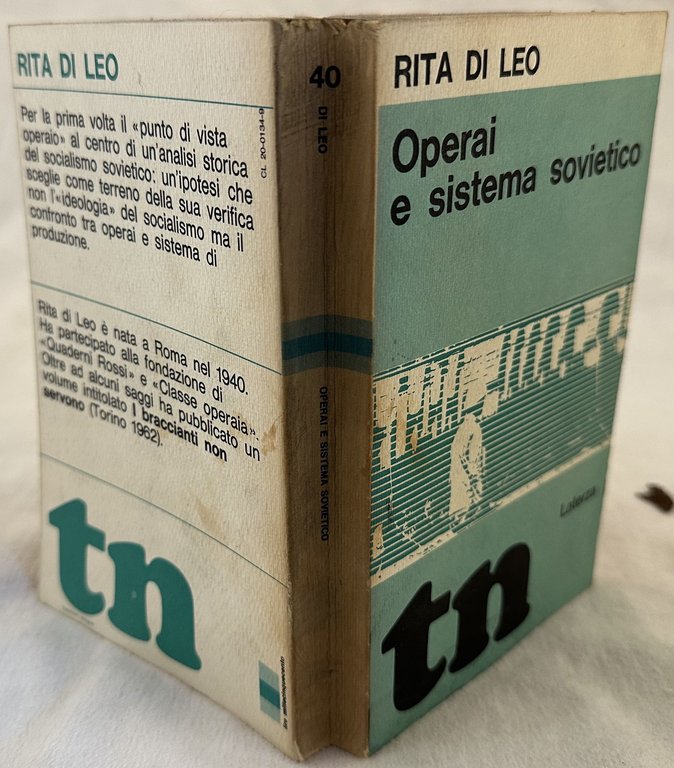 RITA DI LEO
Per la prima volta il «punto di vista
operaio» al centro di un'analisi storica
del socialismo sovietico: un'ipotesi che
sceglie come terreno della sua verifica
non l'«ideologia» del socialismo ma il
confronto tra operai e sistema di
produzione.
CL 20-0134-9
Rita di Leo è nata a Roma nel 1940.
Ha partecipato alla fondazione di
«Quaderni Rossi» e «Classe operaia».
Oltre ad alcuni saggi ha pubblicato un
volume intitolato I braccianti non
servono (Torino 1962).
tn
lire millecinquecento
40
DI LEO
OPERAI E SISTEMA SOVIETICO
RITA DI LEO
Operai
e sistema sovietico
Laterza
tn